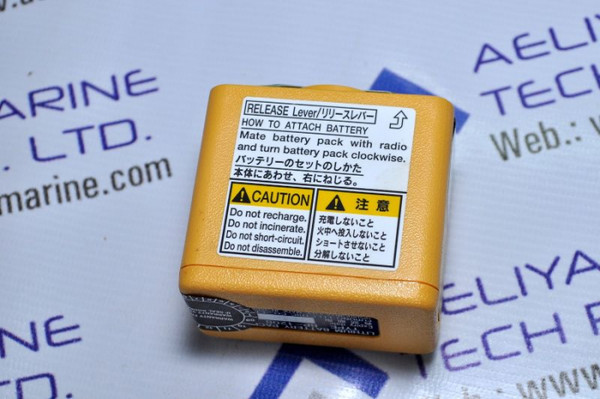 RELEASE Lever/リリースレバー
HOW TO ATTACH BATTERY
Mate battery pack with radio
and turn battery pack clockwise.
バッテリーのセットのしかた
本体にあわせ、右にねじる。
CAUTION
Do not recharge.
Do not incinerate.
Do not short-circuit.
Do not disassemble.
注意
充電しないこと
火中へ投入しないこと
ショートさせないこと
分解しないこと
ARINE
LTD.
marine.com
AELIYA
TECH
Web.:
AELIYA
TECH
ARINE
LTD.